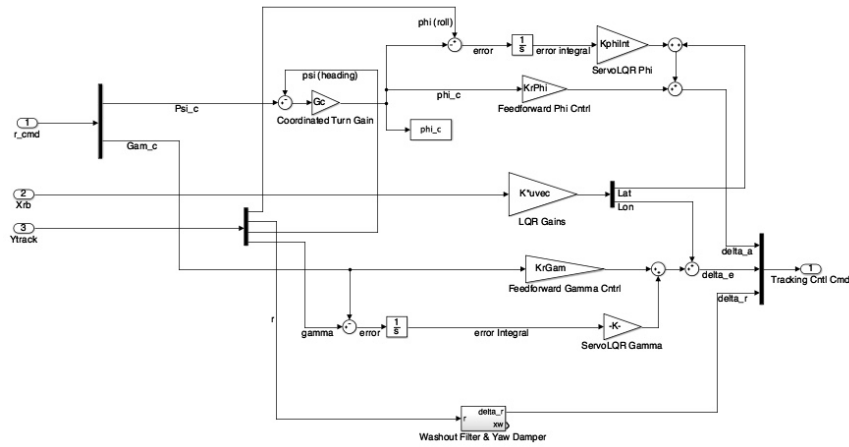 phi (roll)
error
1
s
error integral
KphiInt
ServoLQR Phi
psi (heading)
Psi_c
Gc
Coordinated Turn Gain
phi_c
KrPhi
Feedforward Phi Cntrl
phi_c
1
r_cmd
Gam_c
2
Xrb
K*uvec
LQR Gains
Lat
Lon
3
Ytrack
KrGam
Feedforward Gamma Cntrl
delta_a
delta_e
delta_r
1
Tracking Cntl Cmd
r
gamma
error
1
s
error Integral
-K-
ServoLQR Gamma
r
delta_r
xw
Washout Filter & Yaw Damper